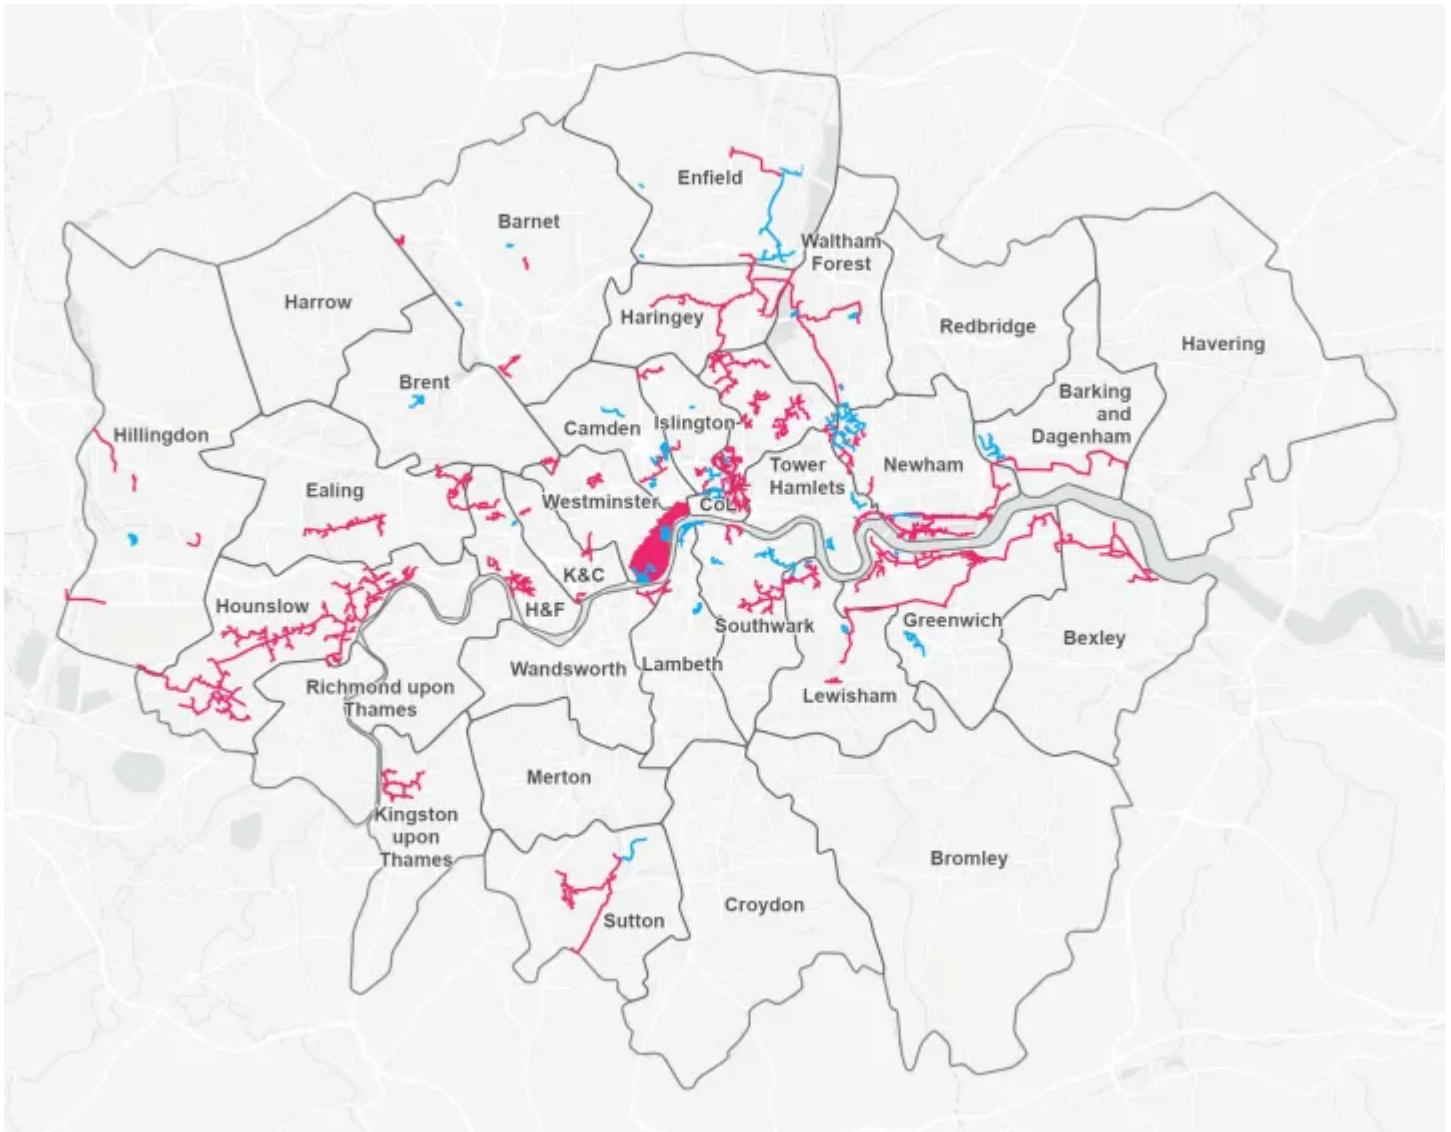 Enfield
Barnet
Waltham
Forest
Harrow
Haringey
Redbridge
Havering
Brent
Barking
and
Dagenham
Camden
Islington
Hillingdon
Ealing
Tower
Hamlets
Newham
Westminster
CoL
K&C
H&F
Hounslow
Southwark
Greenwich
Bexley
Wandsworth
Lambeth
Richmond upon
Thames
Lewisham
Merton
Kingston
upon
Thames
Bromley
Croydon
Sutton